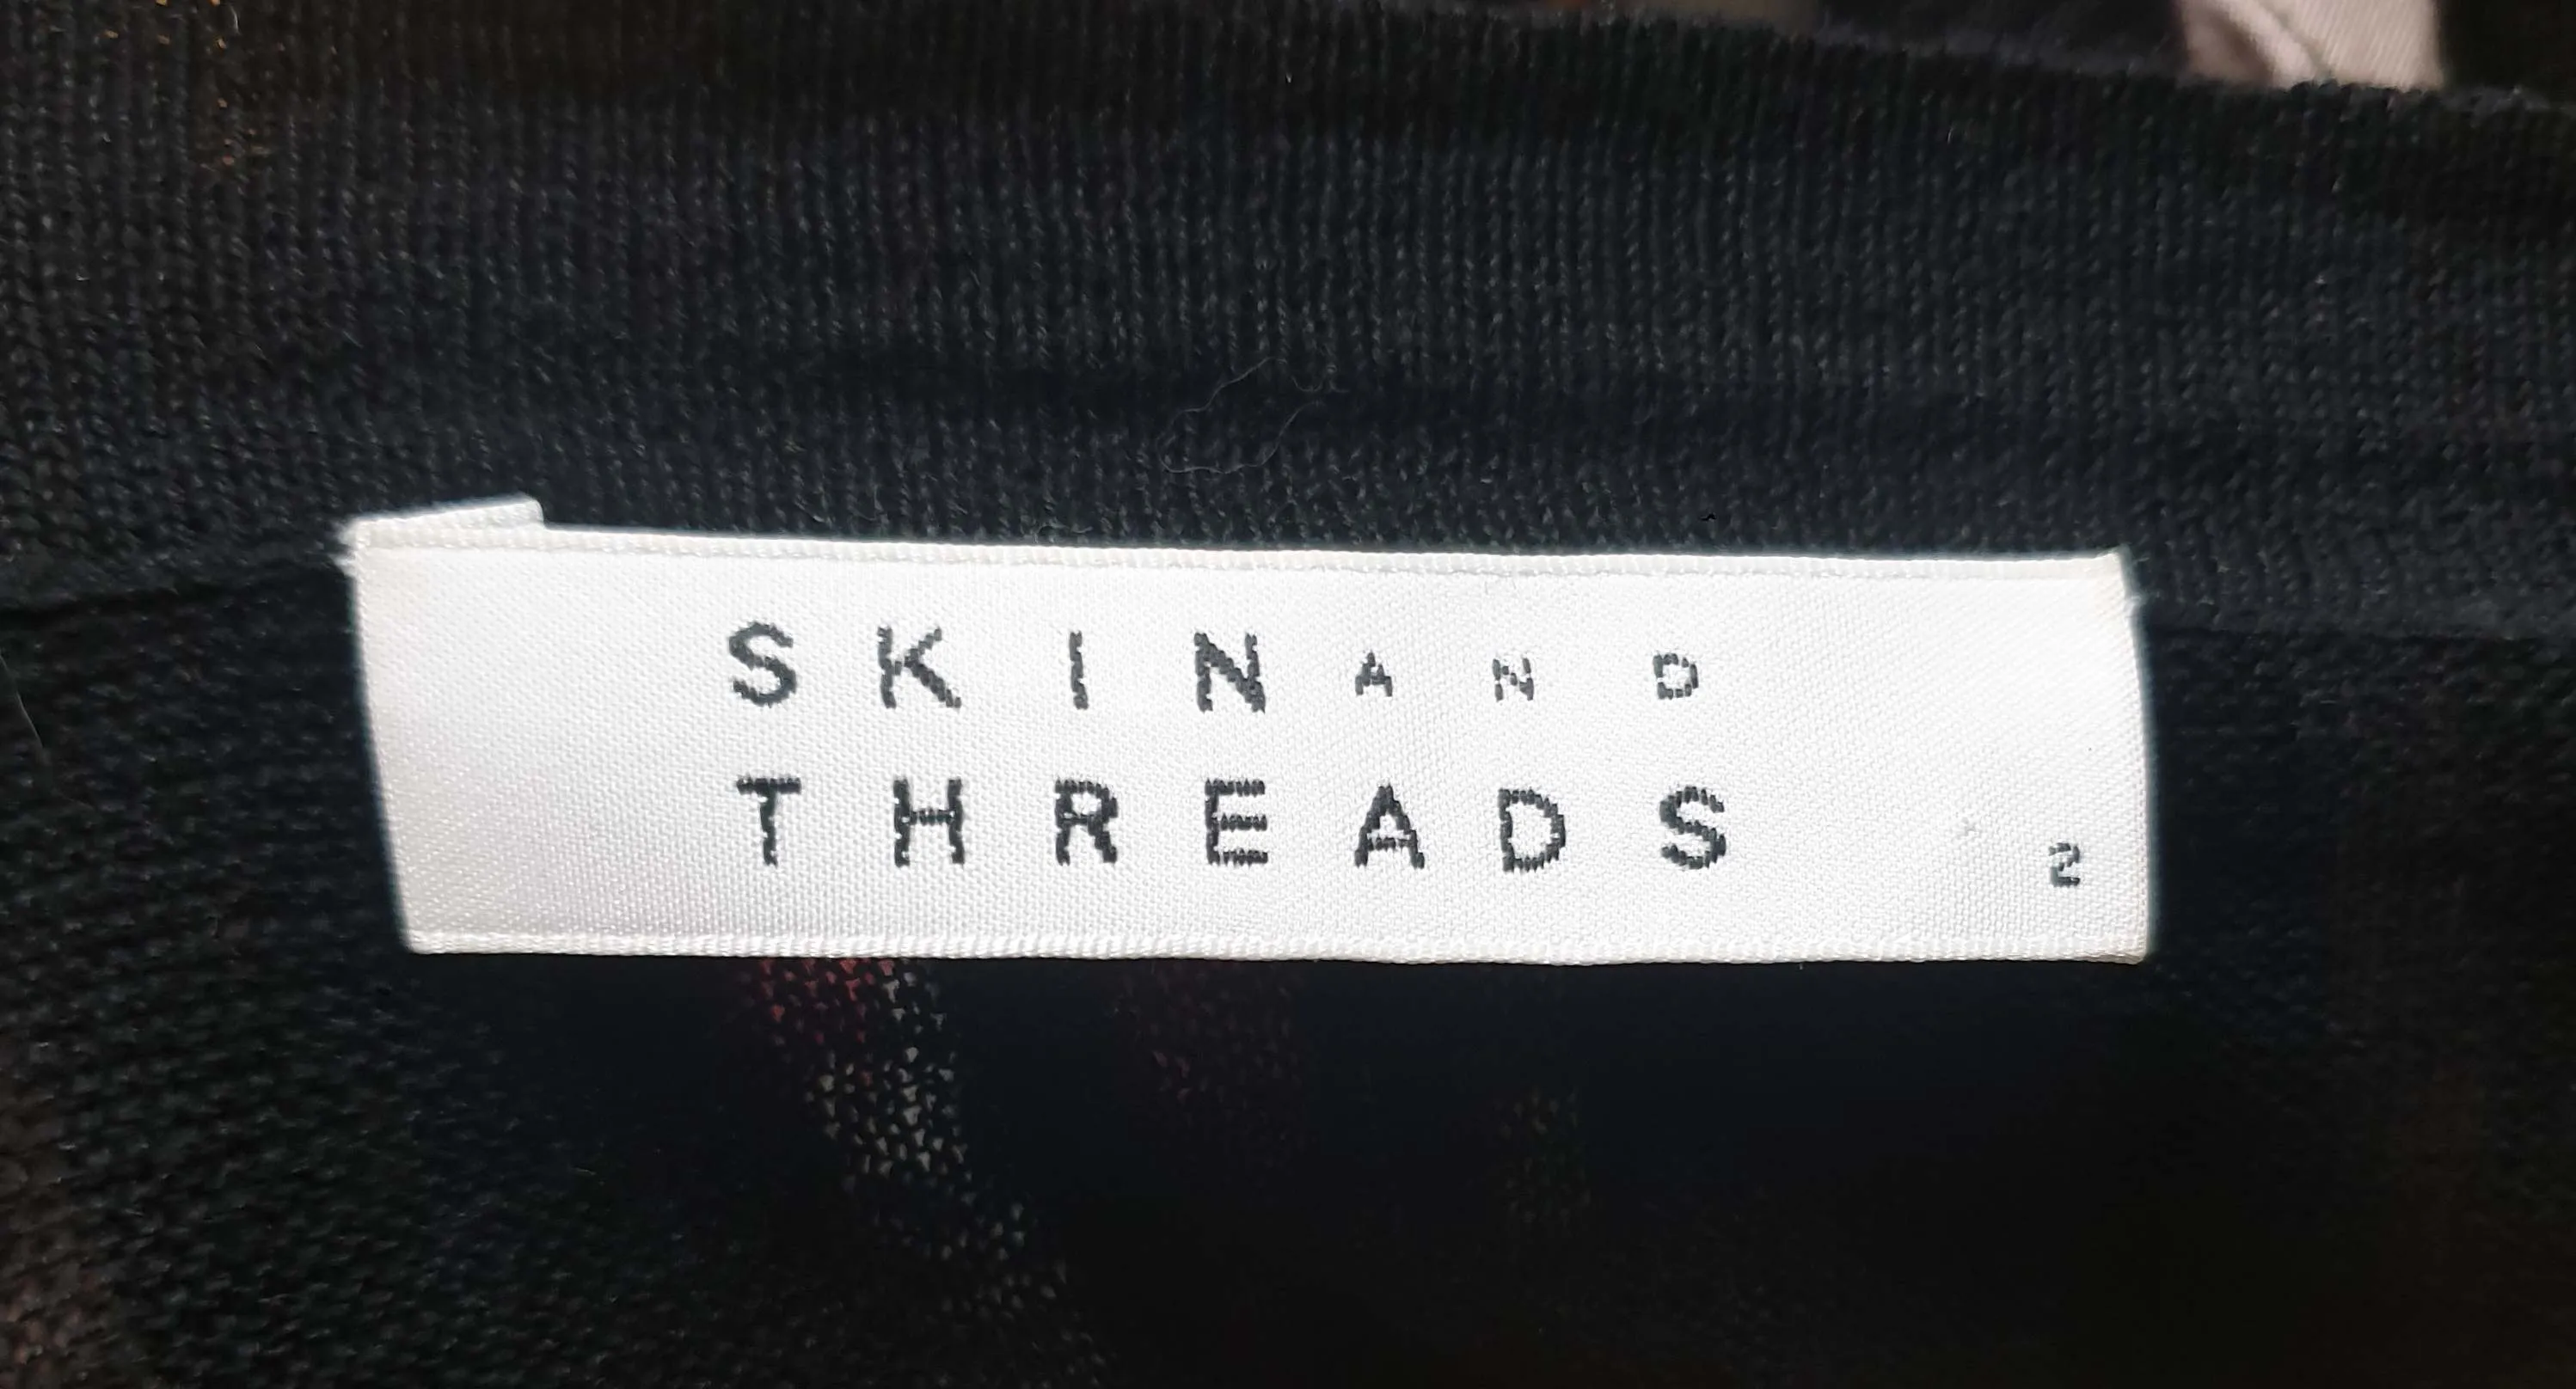 SKIN AND
THREADS
2